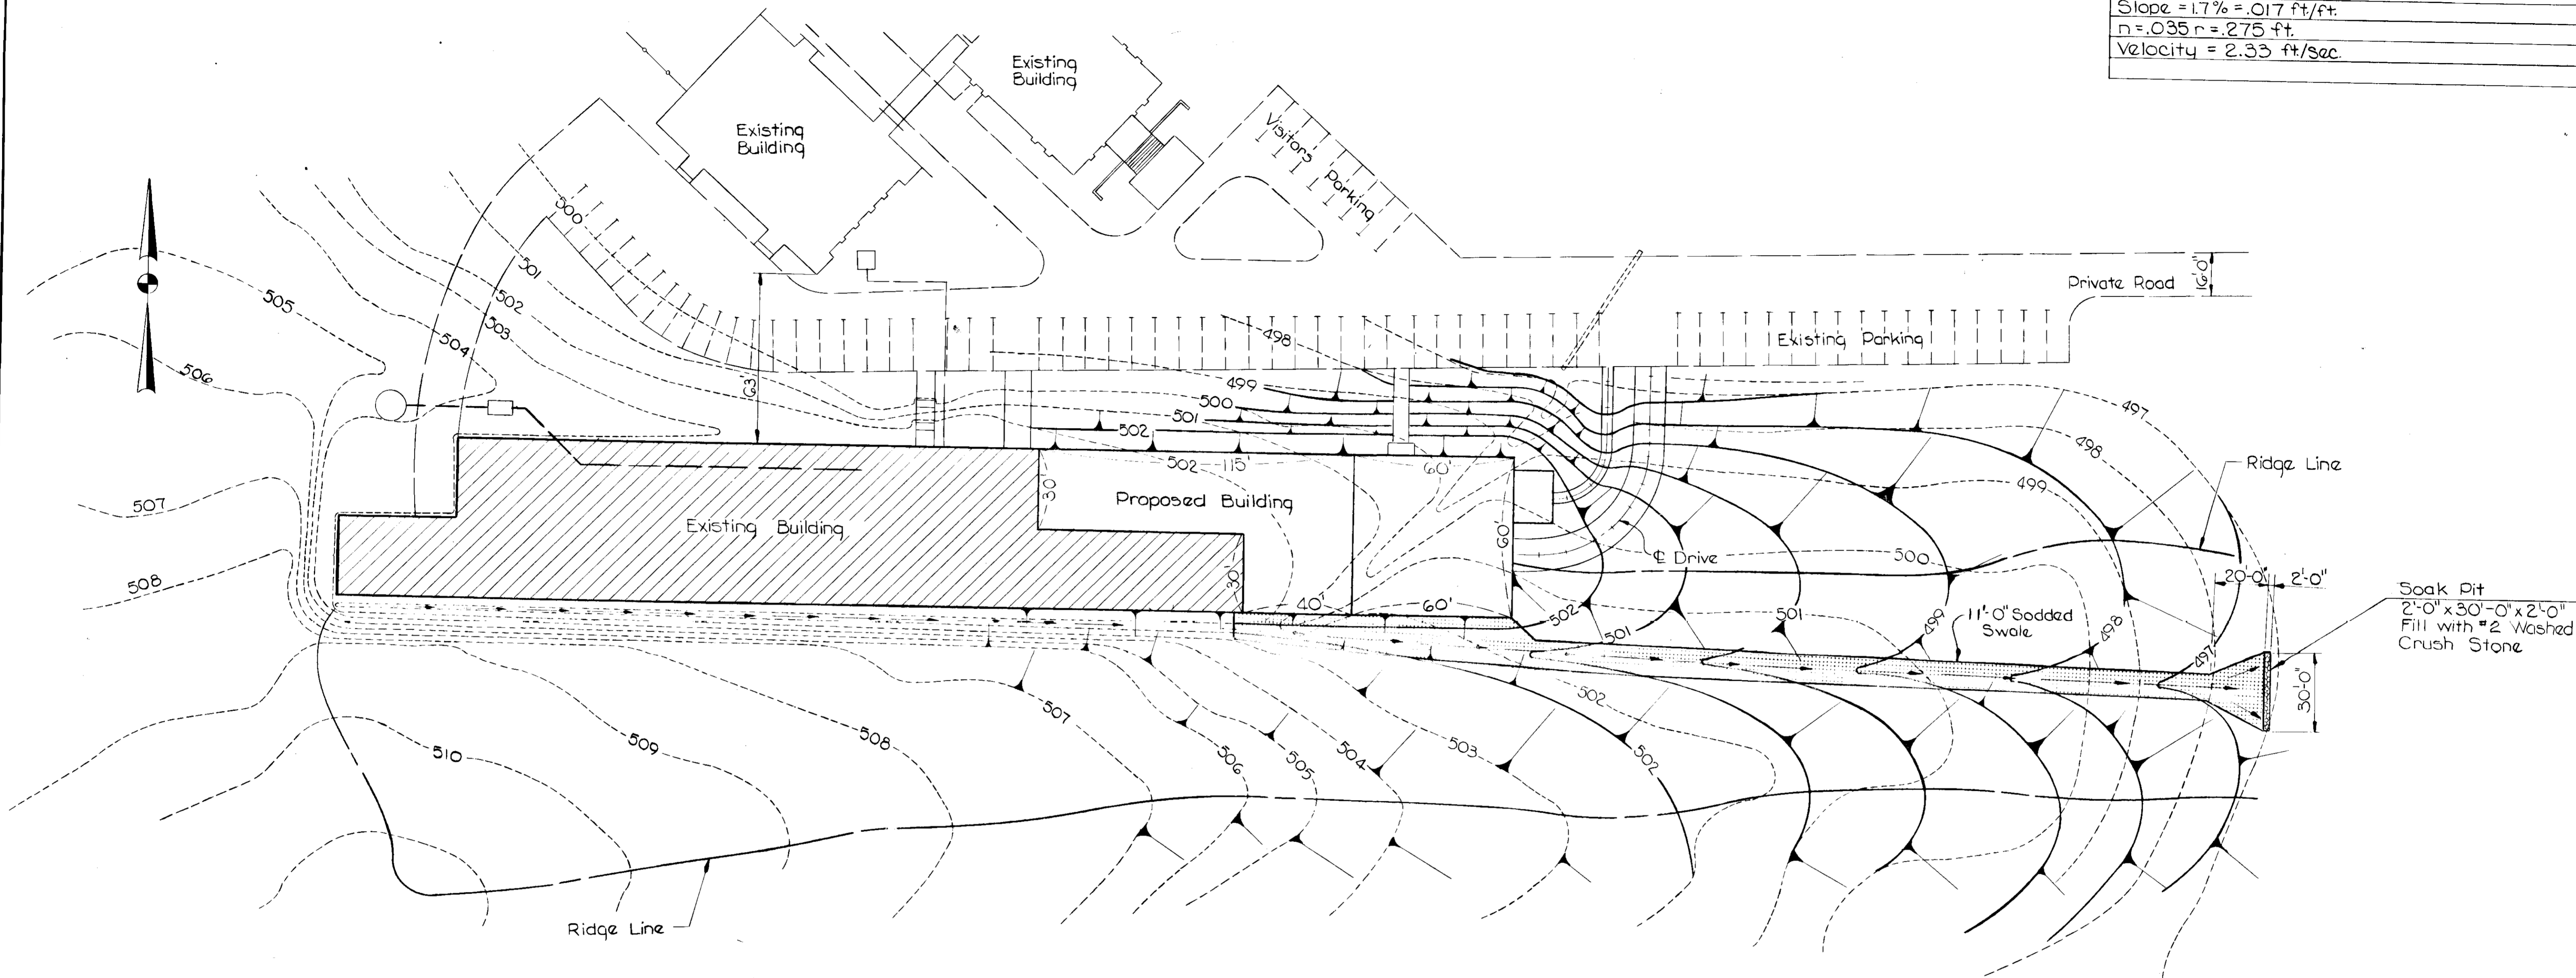 Slope = 1.7% = .017 ft/ft.
n = .035 r = .275 ft.
Velocity = 2.33 ft/sec.
Existing
Building
Existing
Building
Visitors
Parking
Private Road
16'-0"
500
501
502
503
504
505
506
507
508
63'
498
499
500
501
502
Existing Parking
497
498
499
Ridge Line
502
115'
60'
30'
Proposed Building
Existing Building
60'
℄ Drive
500
30'
40'
60'
502
501
501
499
498
497
11'-0" Sodded
Swale
20'-0"
2'-0"
30'-0"
Soak Pit
2'-0" x 30'-0" x 2'-0"
Fill with #2 Washed
Crush Stone
502
502
503
504
505
506
507
508
509
510
Ridge Line